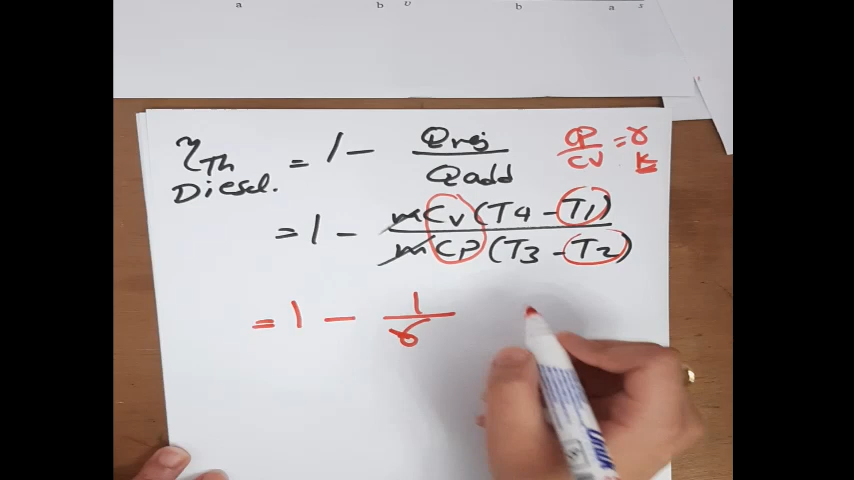 a b υ b a s
ηTh Diesel. = 1 - Qrej / Qadd
CP / CV = γ K
= 1 - mCv (T4 - T1) / mCp (T3 - T2)
= 1 - 1 / γ